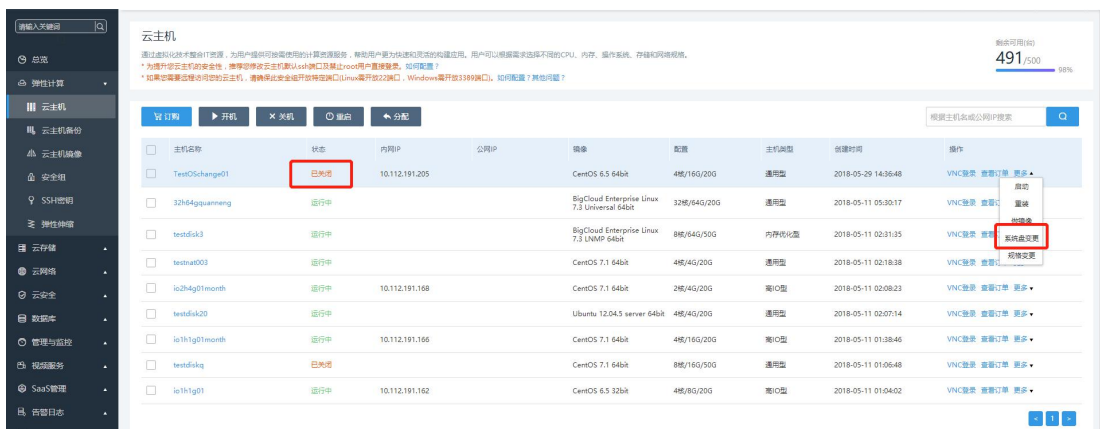 请输入关键词
总览
弹性计算
云主机
云主机备份
云主机镜像
安全组
SSH密钥
弹性伸缩
云存储
云网络
云安全
数据库
管理与监控
视频服务
SaaS管理
告警日志
云主机
通过虚拟化技术整合IT资源，为用户提供可按需使用的计算资源服务，帮助用户更为快速和灵活的构建应用。用户可以根据需求选择不同的CPU、内存、操作系统、存储和网络规格。
* 为提升您云主机的安全性，推荐您修改云主机默认ssh端口及禁止root用户直接登录。如何配置？
* 如果您需要远程访问您的云主机，请确保此安全组开放特定端口(Linux需开放22端口，Windows需开放3389端口)。如何配置？其他问题？
剩余可用(台)
491/500
98%
订购 开机 关机 重启 分配
根据主机名或公网IP搜索
主机名称 状态 内网IP 公网IP 镜像 配置 主机类型 创建时间 操作
TestOSchange01 已关闭 10.112.191.205 CentOS 6.5 64bit 4核/16G/20G 通用型 2018-05-29 14:36:48 VNC登录 查看订单 更多
启动
重装
做镜像
系统盘变更
规格变更
32h64gquanneng 运行中 BigCloud Enterprise Linux 7.3 Universal 64bit 32核/64G/20G 通用型 2018-05-11 05:30:17 VNC登录
testdisk3 运行中 BigCloud Enterprise Linux 7.3 LNMP 64bit 8核/64G/50G 内存优化型 2018-05-11 02:31:35 VNC登录
testnat003 运行中 CentOS 7.1 64bit 4核/4G/20G 通用型 2018-05-11 02:18:38 VNC登录
io2h4g01month 运行中 10.112.191.168 CentOS 7.1 64bit 2核/4G/20G 高IO型 2018-05-11 02:08:23 VNC登录 查看订单 更多
testdisk20 运行中 Ubuntu 12.04.5 server 64bit 4核/4G/20G 通用型 2018-05-11 02:07:14 VNC登录 查看订单 更多
io1h1g01month 运行中 10.112.191.166 CentOS 7.1 64bit 4核/16G/20G 高IO型 2018-05-11 01:38:46 VNC登录 查看订单 更多
testdiskq 已关闭 CentOS 7.1 64bit 8核/16G/50G 通用型 2018-05-11 01:06:48 VNC登录 查看订单 更多
io1h1g01 运行中 10.112.191.162 CentOS 6.5 32bit 4核/8G/20G 高IO型 2018-05-11 01:04:02 VNC登录 查看订单 更多
< 1 >